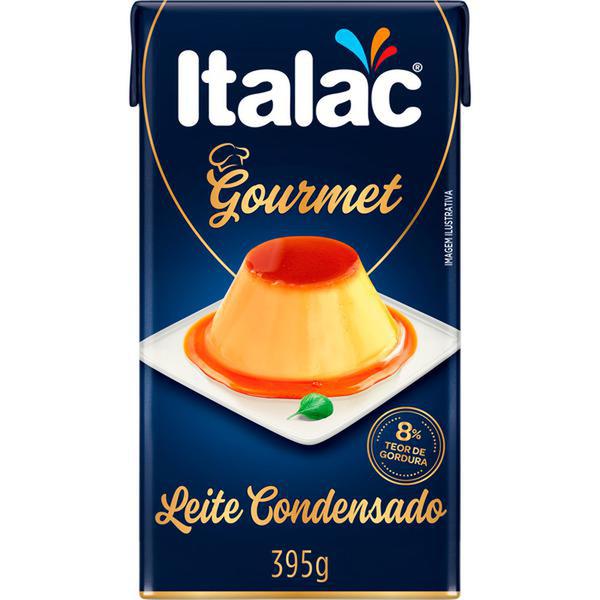 Italac®
Gourmet
IMAGEM ILUSTRATIVA
8%
TEOR DE
GORDURA
Leite Condensado
395g